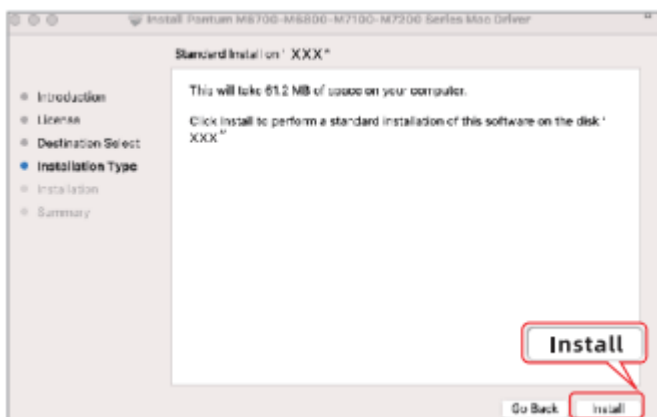 Install Pantum M6700-M6800-M7100-M7200 Series Mac Driver
Standard Install on " XXX "
Introduction
License
Destination Select
Installation Type
Installation
Summary
This will take 61.2 MB of space on your computer.
Click Install to perform a standard installation of this software on the disk "
XXX "
Install
Go Back
Install